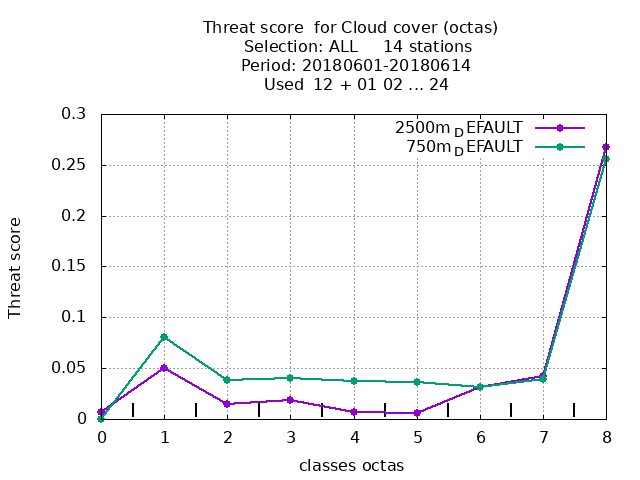 Threat score  for Cloud cover (octas)
Selection: ALL     14 stations
Period: 20180601-20180614
Used  12 + 01 02 ... 24
0.3
2500mDEFAULT
750mDEFAULT
0.25
0.2
0.15
0.1
0.05
0
Threat score
0 1 2 3 4 5 6 7 8
classes octas